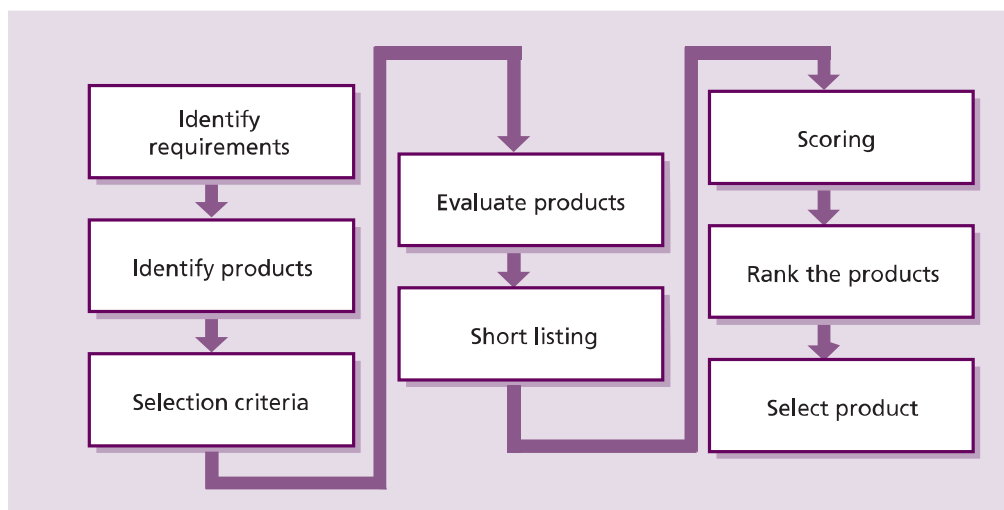 Identify
requirements
Identify products
Selection criteria
Evaluate products
Short listing
Scoring
Rank the products
Select product